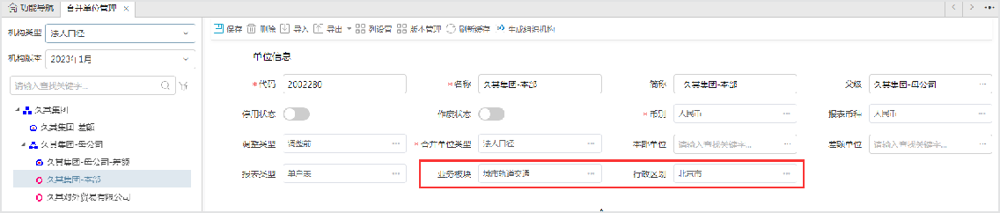 功能导航 合并单位管理
机构类型 法人口径
机构版本 2023年1月
请输入查找关键字...
久其集团
久其集团-差额
久其集团-母公司
久其集团-母公司-差额
久其集团-本部
久其对外贸易有限公司
保存 删除 导入 导出 列设置 版本管理 刷新缓存 生成组织机构
单位信息
*代码 2002280 *名称 久其集团-本部 简称 久其集团-本部 父级 久其集团-母公司 ...
停用状态 作废状态 *币别 人民币 ... 报表币种 人民币 ...
调整类型 调整前 ... *合并单位类型 法人口径 ... 本部单位 请输入查找关键字... ... 差额单位 请输入查找关键字... ...
报表类型 单户表 ... 业务板块 城市轨道交通 ... 行政区划 北京市 ...